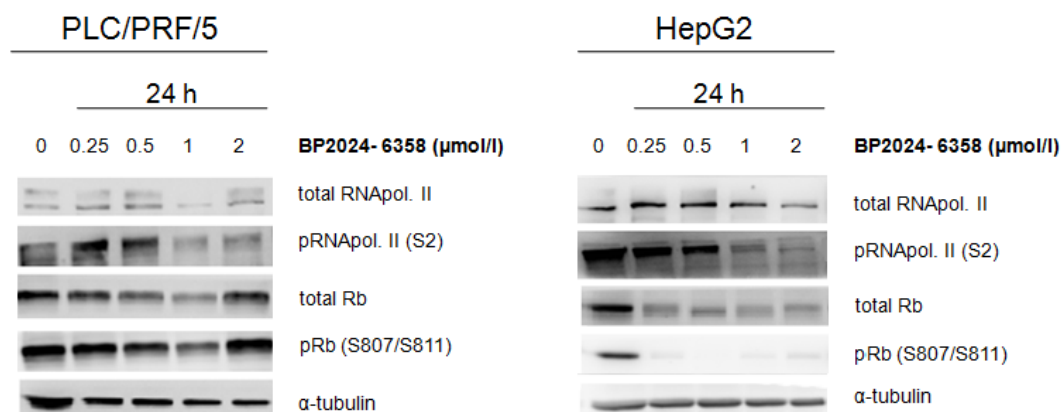 PLC/PRF/5
24 h
0 0.25 0.5 1 2 BP2024- 6358 (µmol/l)
total RNApol. II
pRNApol. II (S2)
total Rb
pRb (S807/S811)
α-tubulin
HepG2
24 h
0 0.25 0.5 1 2 BP2024- 6358 (µmol/l)
total RNApol. II
pRNApol. II (S2)
total Rb
pRb (S807/S811)
α-tubulin